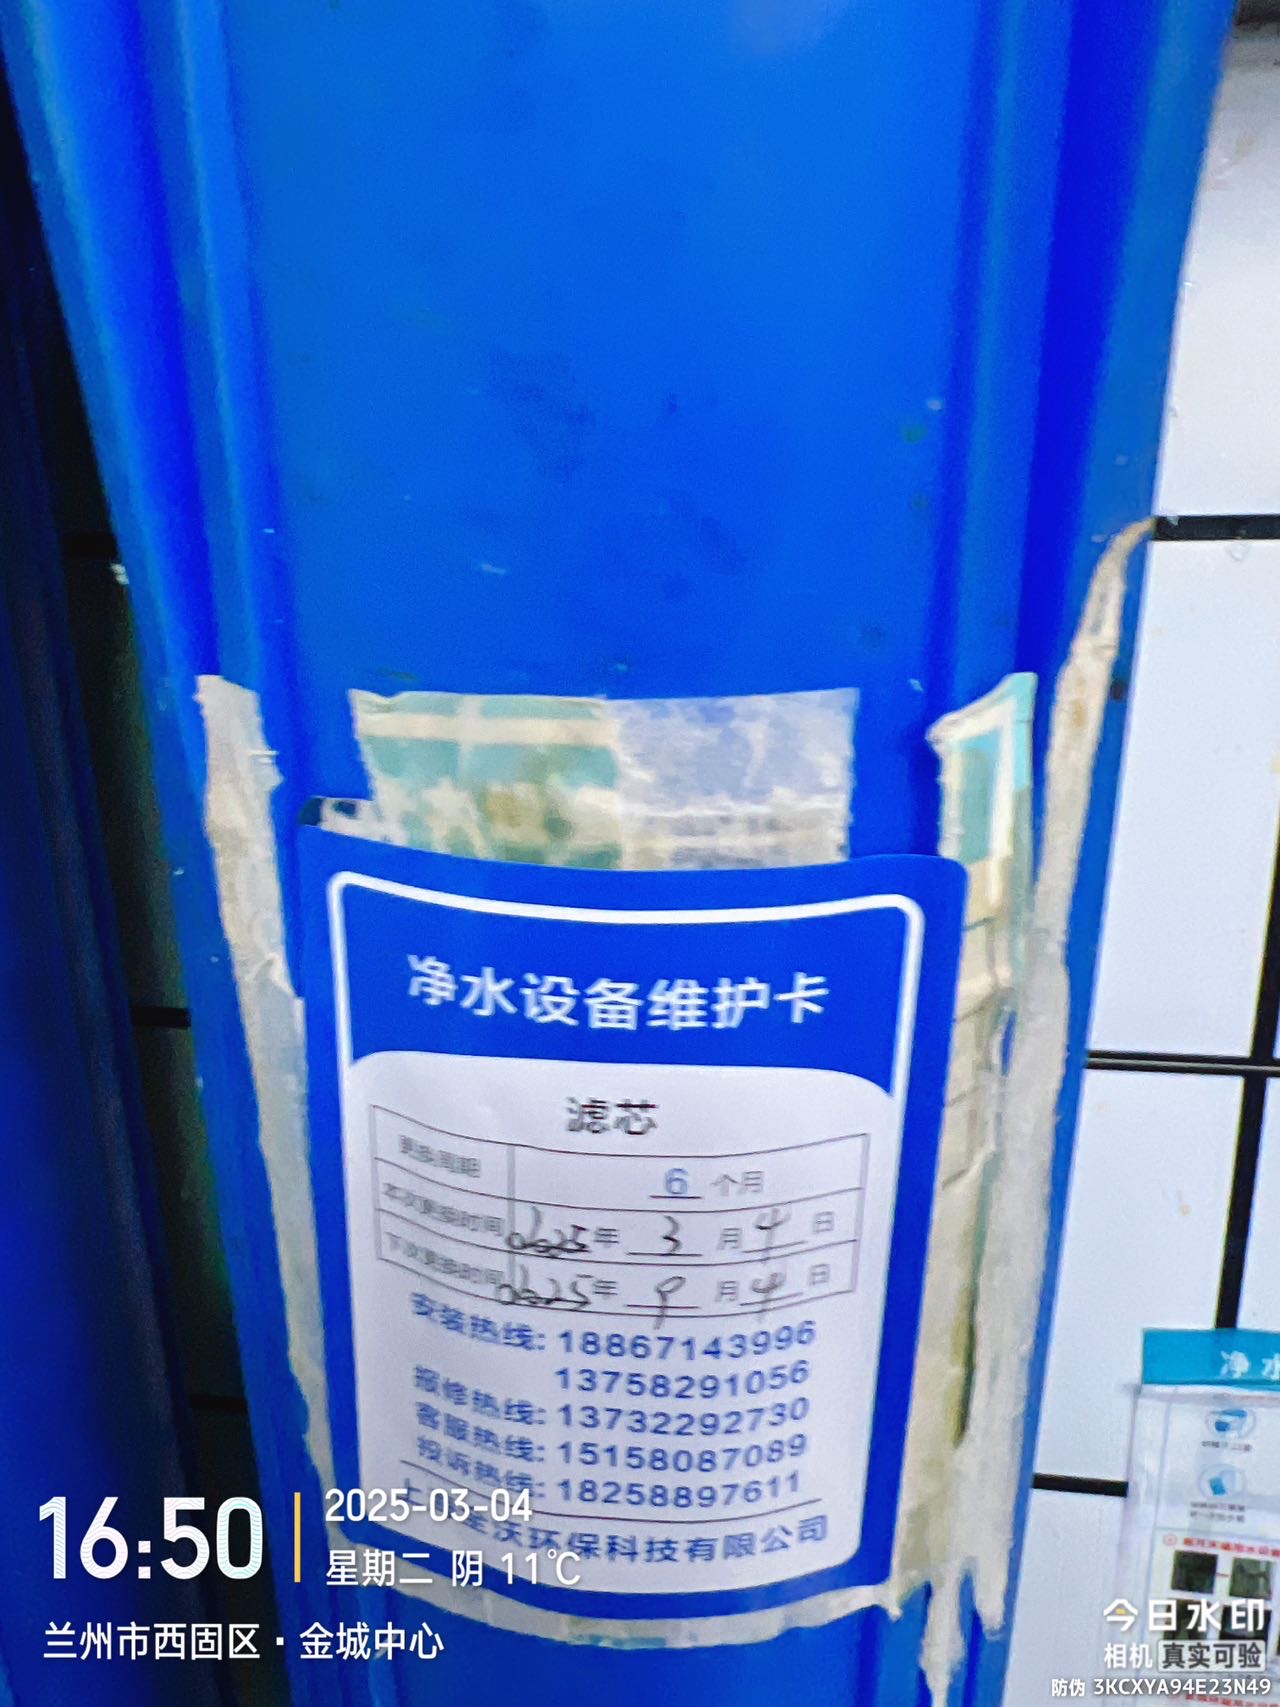 净水设备维护卡
滤芯
更换周期 6 个月
本次更换时间 2025年 3 月 4 日
下次更换时间 2025年 9 月 4 日
安装热线: 18867143996
13758291056
报修热线: 13732292730
客服热线: 15158087089
投诉热线: 18258897611
沃环保科技有限公司
净水
16:50
2025-03-04
星期二 阴 11℃
兰州市西固区·金城中心
今日水印
相机 真实可验
防伪 3KCXYA94E23N49